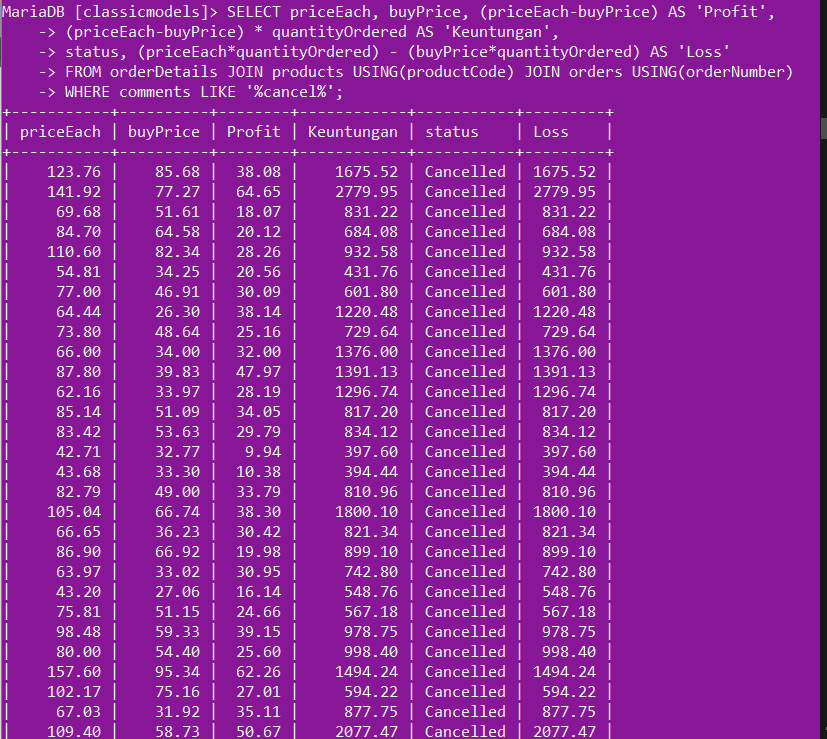 MariaDB [classicmodels]> SELECT priceEach, buyPrice, (priceEach-buyPrice) AS 'Profit',
    -> (priceEach-buyPrice) * quantityOrdered AS 'Keuntungan',
    -> status, (priceEach*quantityOrdered) - (buyPrice*quantityOrdered) AS 'Loss'
    -> FROM orderDetails JOIN products USING(productCode) JOIN orders USING(orderNumber)
    -> WHERE comments LIKE '%cancel%';
+-----------+----------+--------+------------+-----------+---------+
| priceEach | buyPrice | Profit | Keuntungan | status    | Loss    |
+-----------+----------+--------+------------+-----------+---------+
|    123.76 |    85.68 |  38.08 |    1675.52 | Cancelled | 1675.52 |
|    141.92 |    77.27 |  64.65 |    2779.95 | Cancelled | 2779.95 |
|     69.68 |    51.61 |  18.07 |     831.22 | Cancelled |  831.22 |
|     84.70 |    64.58 |  20.12 |     684.08 | Cancelled |  684.08 |
|    110.60 |    82.34 |  28.26 |     932.58 | Cancelled |  932.58 |
|     54.81 |    34.25 |  20.56 |     431.76 | Cancelled |  431.76 |
|     77.00 |    46.91 |  30.09 |     601.80 | Cancelled |  601.80 |
|     64.44 |    26.30 |  38.14 |    1220.48 | Cancelled | 1220.48 |
|     73.80 |    48.64 |  25.16 |     729.64 | Cancelled |  729.64 |
|     66.00 |    34.00 |  32.00 |    1376.00 | Cancelled | 1376.00 |
|     87.80 |    39.83 |  47.97 |    1391.13 | Cancelled | 1391.13 |
|     62.16 |    33.97 |  28.19 |    1296.74 | Cancelled | 1296.74 |
|     85.14 |    51.09 |  34.05 |     817.20 | Cancelled |  817.20 |
|     83.42 |    53.63 |  29.79 |     834.12 | Cancelled |  834.12 |
|     42.71 |    32.77 |   9.94 |     397.60 | Cancelled |  397.60 |
|     43.68 |    33.30 |  10.38 |     394.44 | Cancelled |  394.44 |
|     82.79 |    49.00 |  33.79 |     810.96 | Cancelled |  810.96 |
|    105.04 |    66.74 |  38.30 |    1800.10 | Cancelled | 1800.10 |
|     66.65 |    36.23 |  30.42 |     821.34 | Cancelled |  821.34 |
|     86.90 |    66.92 |  19.98 |     899.10 | Cancelled |  899.10 |
|     63.97 |    33.02 |  30.95 |     742.80 | Cancelled |  742.80 |
|     43.20 |    27.06 |  16.14 |     548.76 | Cancelled |  548.76 |
|     75.81 |    51.15 |  24.66 |     567.18 | Cancelled |  567.18 |
|     98.48 |    59.33 |  39.15 |     978.75 | Cancelled |  978.75 |
|     80.00 |    54.40 |  25.60 |     998.40 | Cancelled |  998.40 |
|    157.60 |    95.34 |  62.26 |    1494.24 | Cancelled | 1494.24 |
|    102.17 |    75.16 |  27.01 |     594.22 | Cancelled |  594.22 |
|     67.03 |    31.92 |  35.11 |     877.75 | Cancelled |  877.75 |
|    109.40 |    58.73 |  50.67 |    2077.47 | Cancelled | 2077.47 |